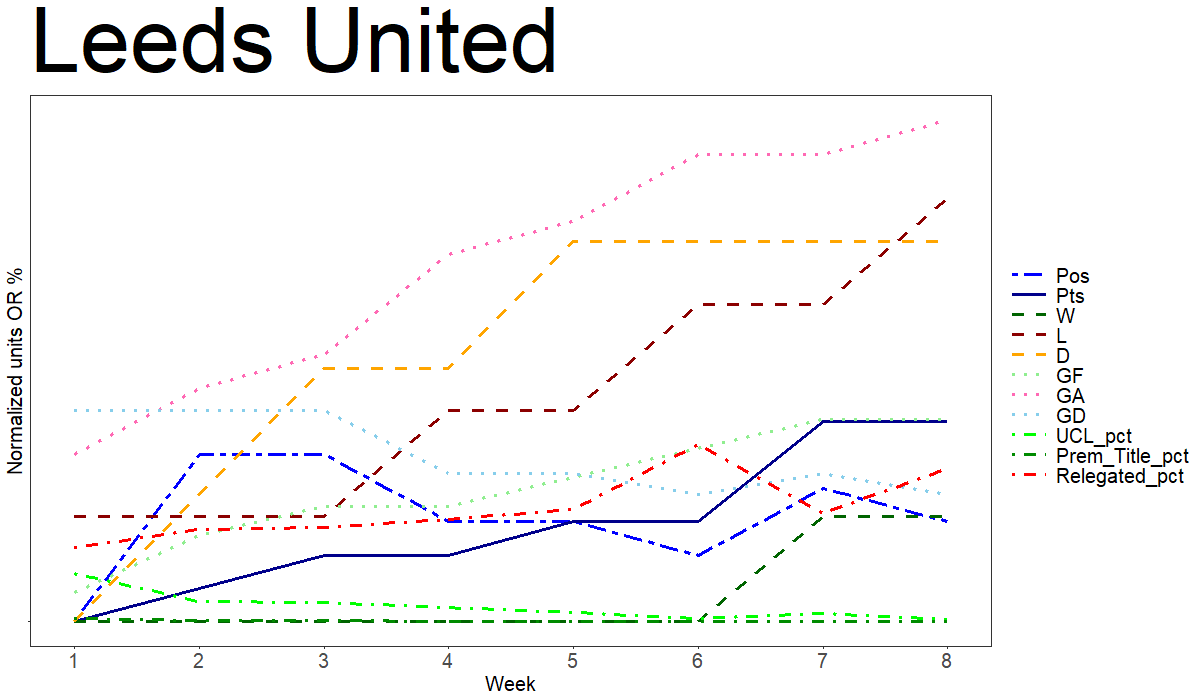 Leeds United
Normalized units OR %
Pos
Pts
W
L
D
GF
GA
GD
UCL_pct
Prem_Title_pct
Relegated_pct
1 2 3 4 5 6 7 8
Week